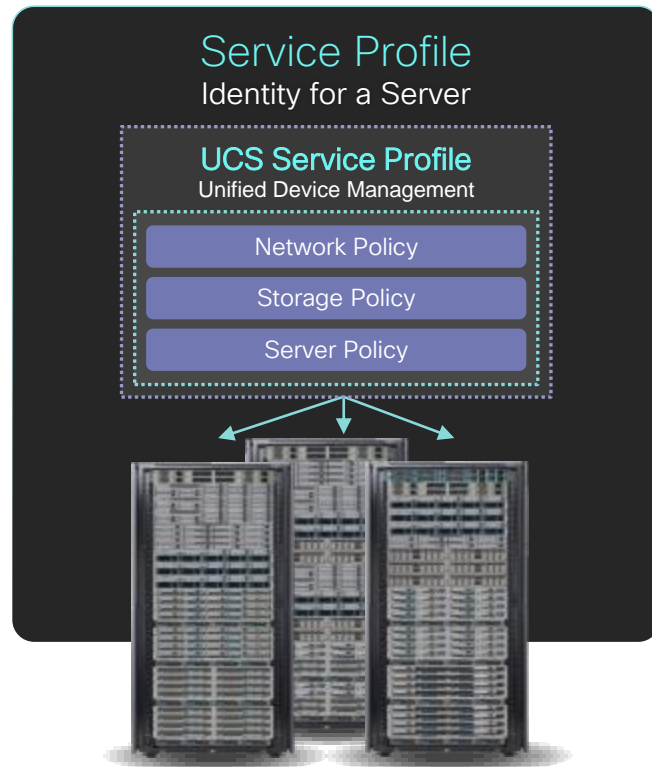 Service Profile
Identity for a Server
UCS Service Profile
Unified Device Management
Network Policy
Storage Policy
Server Policy